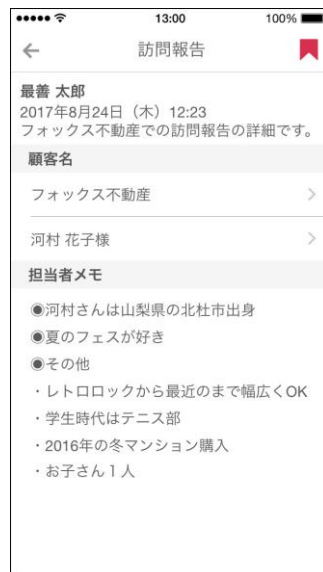 13:00
100%
訪問報告
最善 太郎
2017年8月24日（木）12:23
フォックス不動産での訪問報告の詳細です。
顧客名
フォックス不動産
河村 花子様
担当者メモ
◉河村さんは山梨県の北杜市出身
◉夏のフェスが好き
◉その他
・レトロロックから最近のまで幅広くOK
・学生時代はテニス部
・2016年の冬マンション購入
・お子さん１人